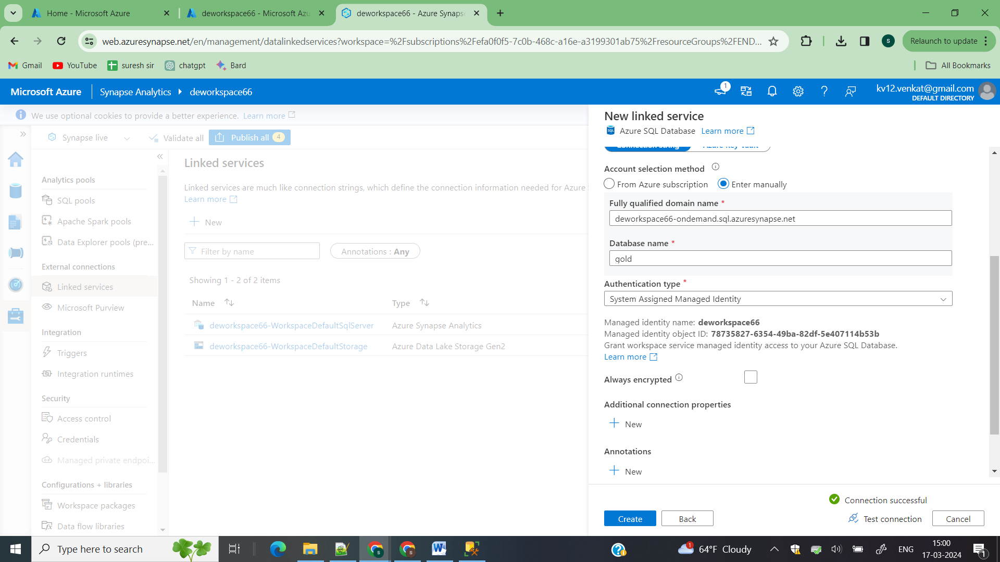 Home - Microsoft Azure
deworkspace66 - Microsoft Azu
deworkspace66 - Azure Synapse
web.azuresynapse.net/en/management/datalinkedservices?workspace=%2Fsubscriptions%2Fefa0f0f5-7c0b-468c-a16e-a3199301ab75%2FresourceGroups%2FEND...
S
Relaunch to update
Gmail
YouTube
suresh sir
chatgpt
Bard
All Bookmarks
Microsoft Azure
Synapse Analytics
deworkspace66
1
kv12.venkat@gmail.com
DEFAULT DIRECTORY
We use optional cookies to provide a better experience. Learn more
Synapse live
Validate all
Publish all 4
Analytics pools
SQL pools
Apache Spark pools
Data Explorer pools (pre...
External connections
Linked services
Microsoft Purview
Integration
Triggers
Integration runtimes
Security
Access control
Credentials
Managed private endpoi...
Configurations + libraries
Workspace packages
Data flow libraries
Linked services
Linked services are much like connection strings, which define the connection information needed for Azure
Learn more
New
Filter by name
Annotations : Any
Showing 1 - 2 of 2 items
Name
Type
deworkspace66-WorkspaceDefaultSqlServer
Azure Synapse Analytics
deworkspace66-WorkspaceDefaultStorage
Azure Data Lake Storage Gen2
New linked service
SQL
Azure SQL Database Learn more
Connection string
Azure Key Vault
Account selection method
From Azure subscription
Enter manually
Fully qualified domain name *
deworkspace66-ondemand.sql.azuresynapse.net
Database name *
gold
Authentication type *
System Assigned Managed Identity
Managed identity name: deworkspace66
Managed identity object ID: 78735827-6354-49ba-82df-5e407114b53b
Grant workspace service managed identity access to your Azure SQL Database.
Learn more
Always encrypted
Additional connection properties
New
Annotations
New
Connection successful
Create
Back
Test connection
Cancel
Type here to search
1
64°F Cloudy
ENG
15:00
17-03-2024
1